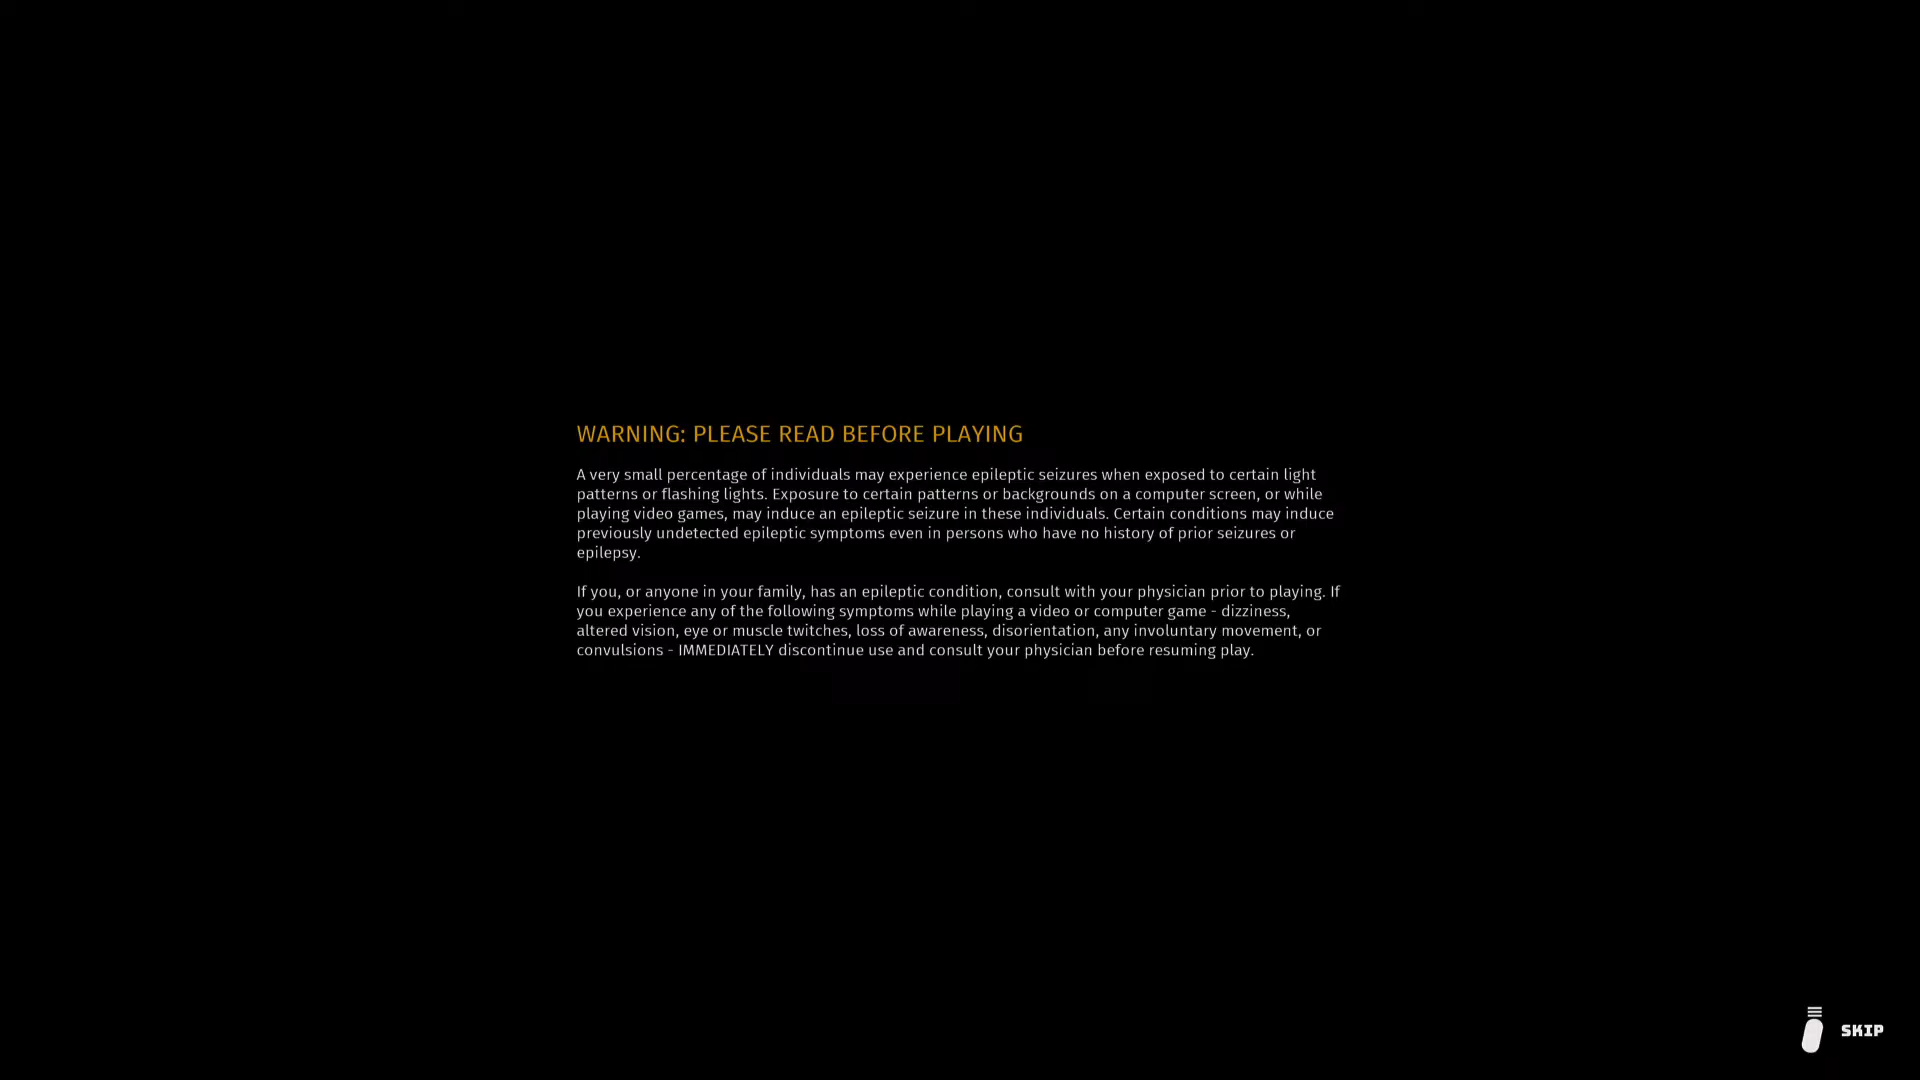 WARNING: PLEASE READ BEFORE PLAYING
A very small percentage of individuals may experience epileptic seizures when exposed to certain light
patterns or flashing lights. Exposure to certain patterns or backgrounds on a computer screen, or while
playing video games, may induce an epileptic seizure in these individuals. Certain conditions may induce
previously undetected epileptic symptoms even in persons who have no history of prior seizures or
epilepsy.
If you, or anyone in your family, has an epileptic condition, consult with your physician prior to playing. If
you experience any of the following symptoms while playing a video or computer game - dizziness,
altered vision, eye or muscle twitches, loss of awareness, disorientation, any involuntary movement, or
convulsions - IMMEDIATELY discontinue use and consult your physician before resuming play.
SKIP